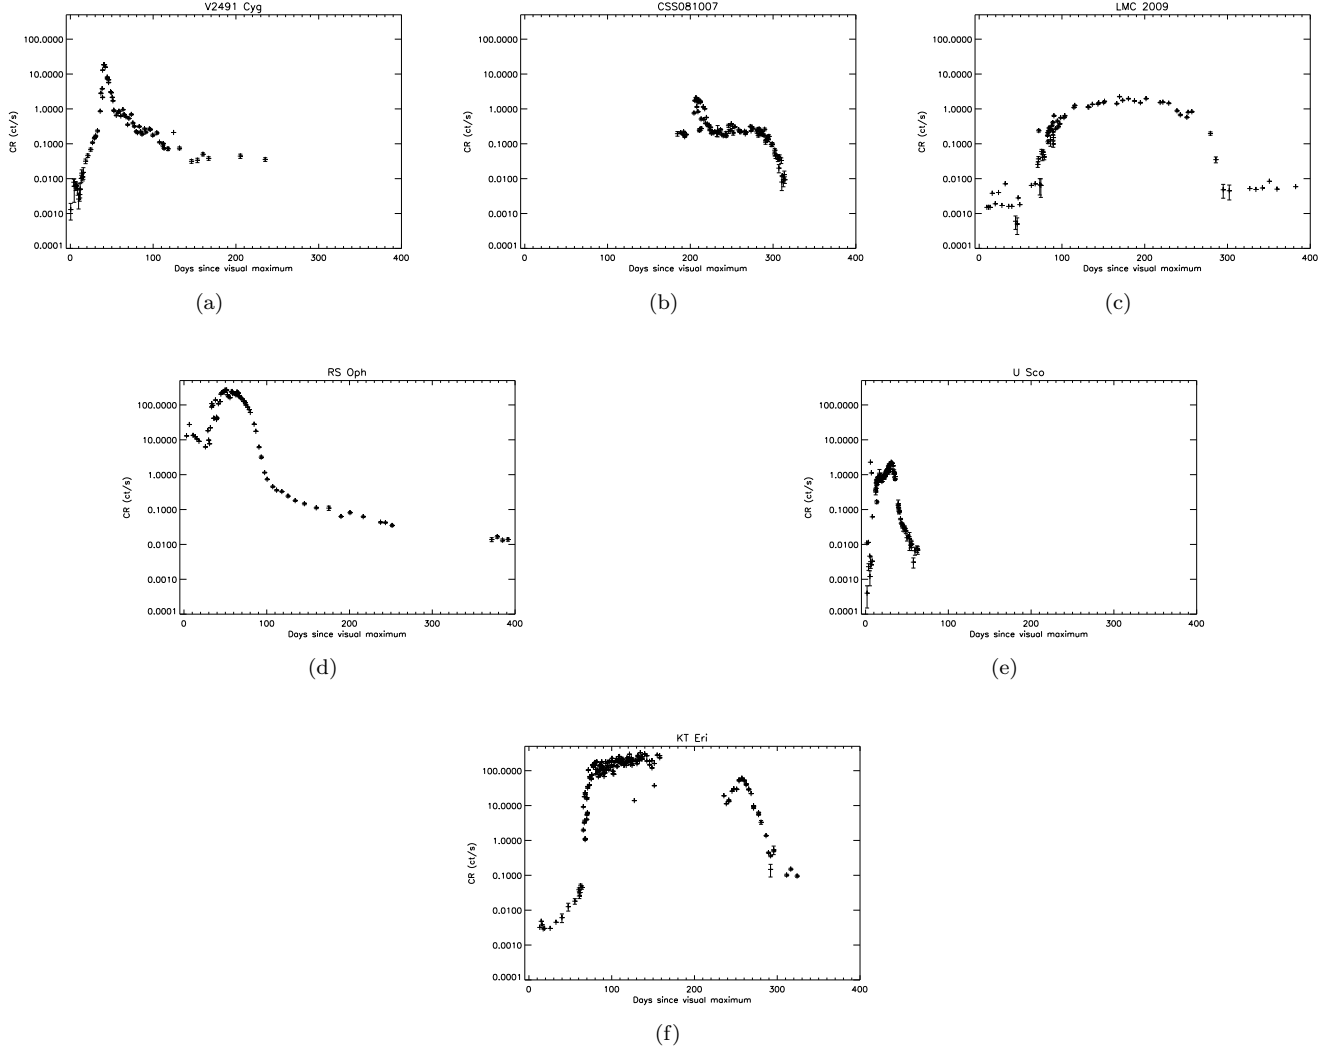 V2491 Cyg
CR (ct/s)
100.0000
10.0000
1.0000
0.1000
0.0100
0.0010
0.0001
0 100 200 300 400
Days since visual maximum
(a)
CSS081007
CR (ct/s)
100.0000
10.0000
1.0000
0.1000
0.0100
0.0010
0.0001
0 100 200 300 400
Days since visual maximum
(b)
LMC 2009
CR (ct/s)
100.0000
10.0000
1.0000
0.1000
0.0100
0.0010
0.0001
0 100 200 300 400
Days since visual maximum
(c)
RS Oph
CR (ct/s)
100.0000
10.0000
1.0000
0.1000
0.0100
0.0010
0.0001
0 100 200 300 400
Days since visual maximum
(d)
U Sco
CR (ct/s)
100.0000
10.0000
1.0000
0.1000
0.0100
0.0010
0.0001
0 100 200 300 400
Days since visual maximum
(e)
KT Eri
CR (ct/s)
100.0000
10.0000
1.0000
0.1000
0.0100
0.0010
0.0001
0 100 200 300 400
Days since visual maximum
(f)